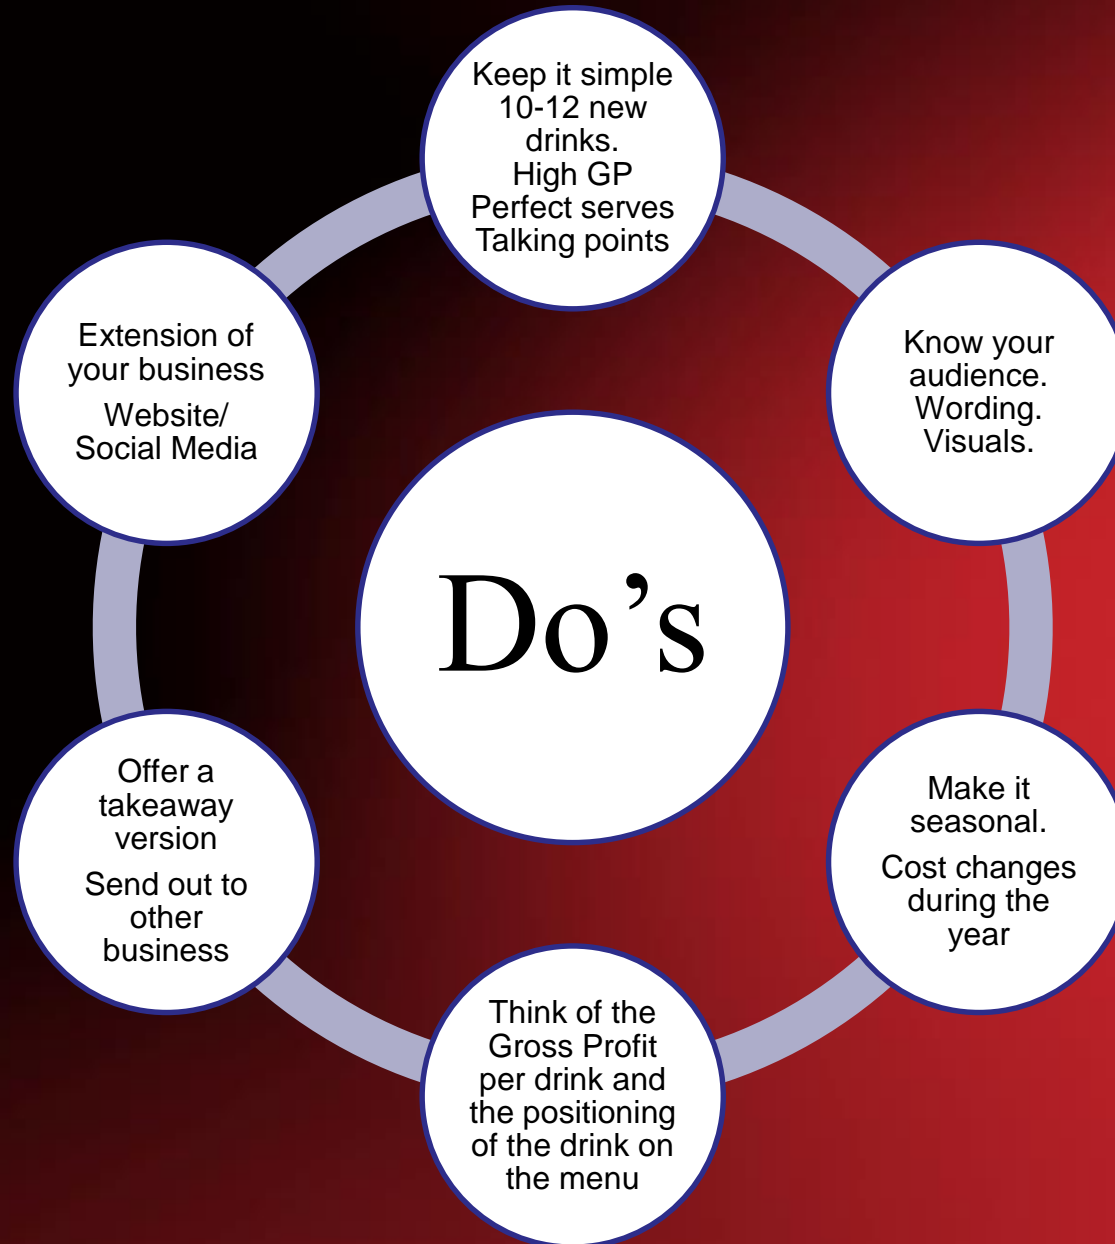 Keep it simple
10-12 new
drinks.
High GP
Perfect serves
Talking points
Know your
audience.
Wording.
Visuals.
Make it
seasonal.
Cost changes
during the
year
Think of the
Gross Profit
per drink and
the positioning
of the drink on
the menu
Offer a
takeaway
version
Send out to
other
business
Extension of
your business
Website/
Social Media
Do’s